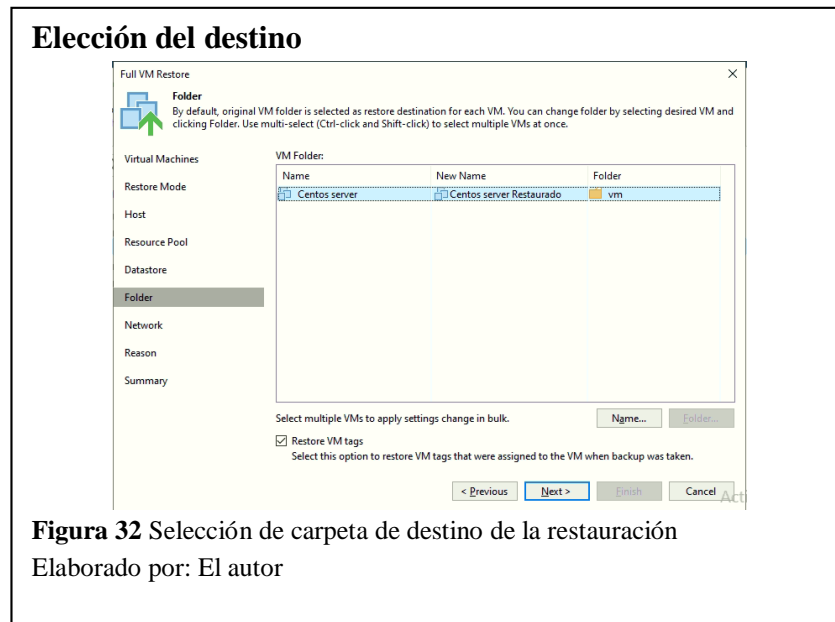 Elección del destino
Full VM Restore
Folder
By default, original VM folder is selected as restore destination for each VM. You can change folder by selecting desired VM and
clicking Folder. Use multi-select (Ctrl-click and Shift-click) to select multiple VMs at once.
Virtual Machines
Restore Mode
Host
Resource Pool
Datastore
Folder
Network
Reason
Summary
VM Folder:
Name New Name Folder
Centos server Centos server Restaurado vm
Select multiple VMs to apply settings change in bulk.
Name... Folder...
Restore VM tags
Select this option to restore VM tags that were assigned to the VM when backup was taken.
< Previous Next > Finish Cancel
Acti
Figura 32 Selección de carpeta de destino de la restauración
Elaborado por: El autor